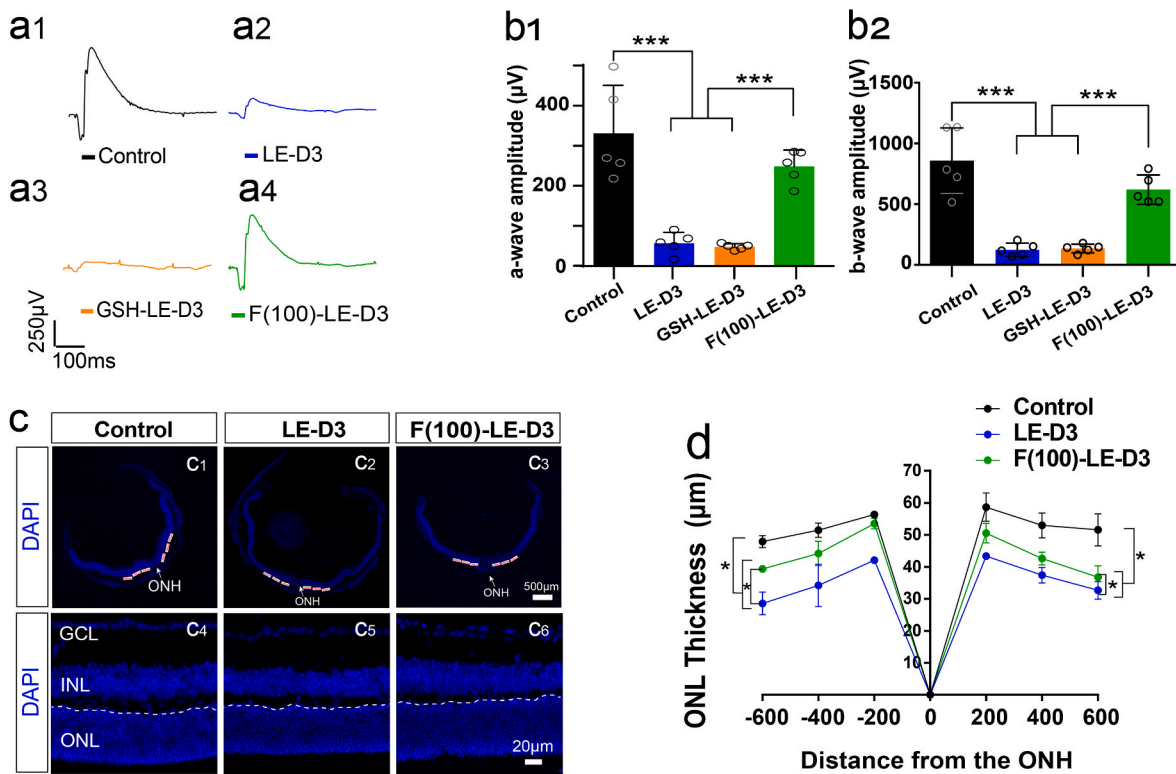 a1
a2
Control
LE-D3
a3
a4
GSH-LE-D3
F(100)-LE-D3
250μV
100ms
b1
a-wave amplitude (μV)
400
200
0
***
***
Control
LE-D3
GSH-LE-D3
F(100)-LE-D3
b2
b-wave amplitude (μV)
1500
1000
500
0
***
***
Control
LE-D3
GSH-LE-D3
F(100)-LE-D3
c
Control
LE-D3
F(100)-LE-D3
DAPI
C1
ONH
C2
ONH
C3
ONH
500μm
DAPI
C4
GCL
INL
ONL
C5
C6
20μm
d
Control
LE-D3
F(100)-LE-D3
ONL Thickness (μm)
70
60
50
40
30
20
10
*
*
*
*
-600 -400 -200 0 200 400 600
Distance from the ONH